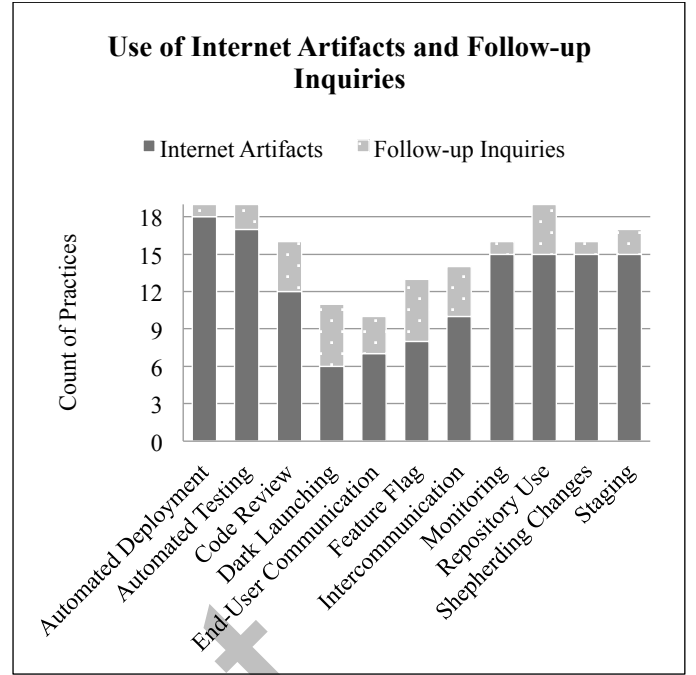 Use of Internet Artifacts and Follow-up
Inquiries
Internet Artifacts
Follow-up Inquiries
Count of Practices
18
15
12
9
6
3
0
Automated Deployment
Automated Testing
Code Review
Dark Launching
End-User Communication
Feature Flag
Intercommunication
Monitoring
Repository Use
Shepherding Changes
Staging
t